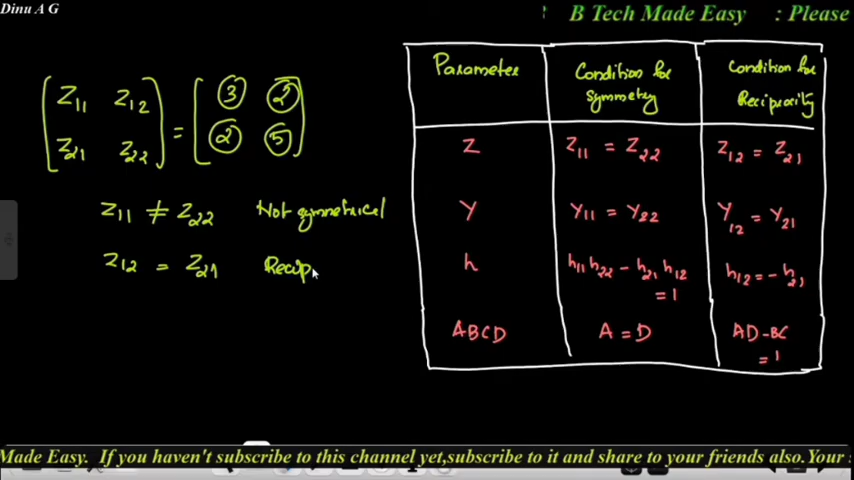 Dinu A G
B Tech Made Easy : Please
Z11 Z12
Z21 Z22
=
3 2
2 5
Z11 ≠ Z22 Not symmetrical
Z12 = Z21 Recip
Parameter Condition for Symmetry Condition for Reciprocity
Z Z11 = Z22 Z12 = Z21
Y Y11 = Y22 Y12 = Y21
h h11 h22 - h21 h12 = 1 h12 = - h21
ABCD A = D AD - BC = 1
Made Easy. If you haven't subscribe to this channel yet,subscribe to it and share to your friends also.Your